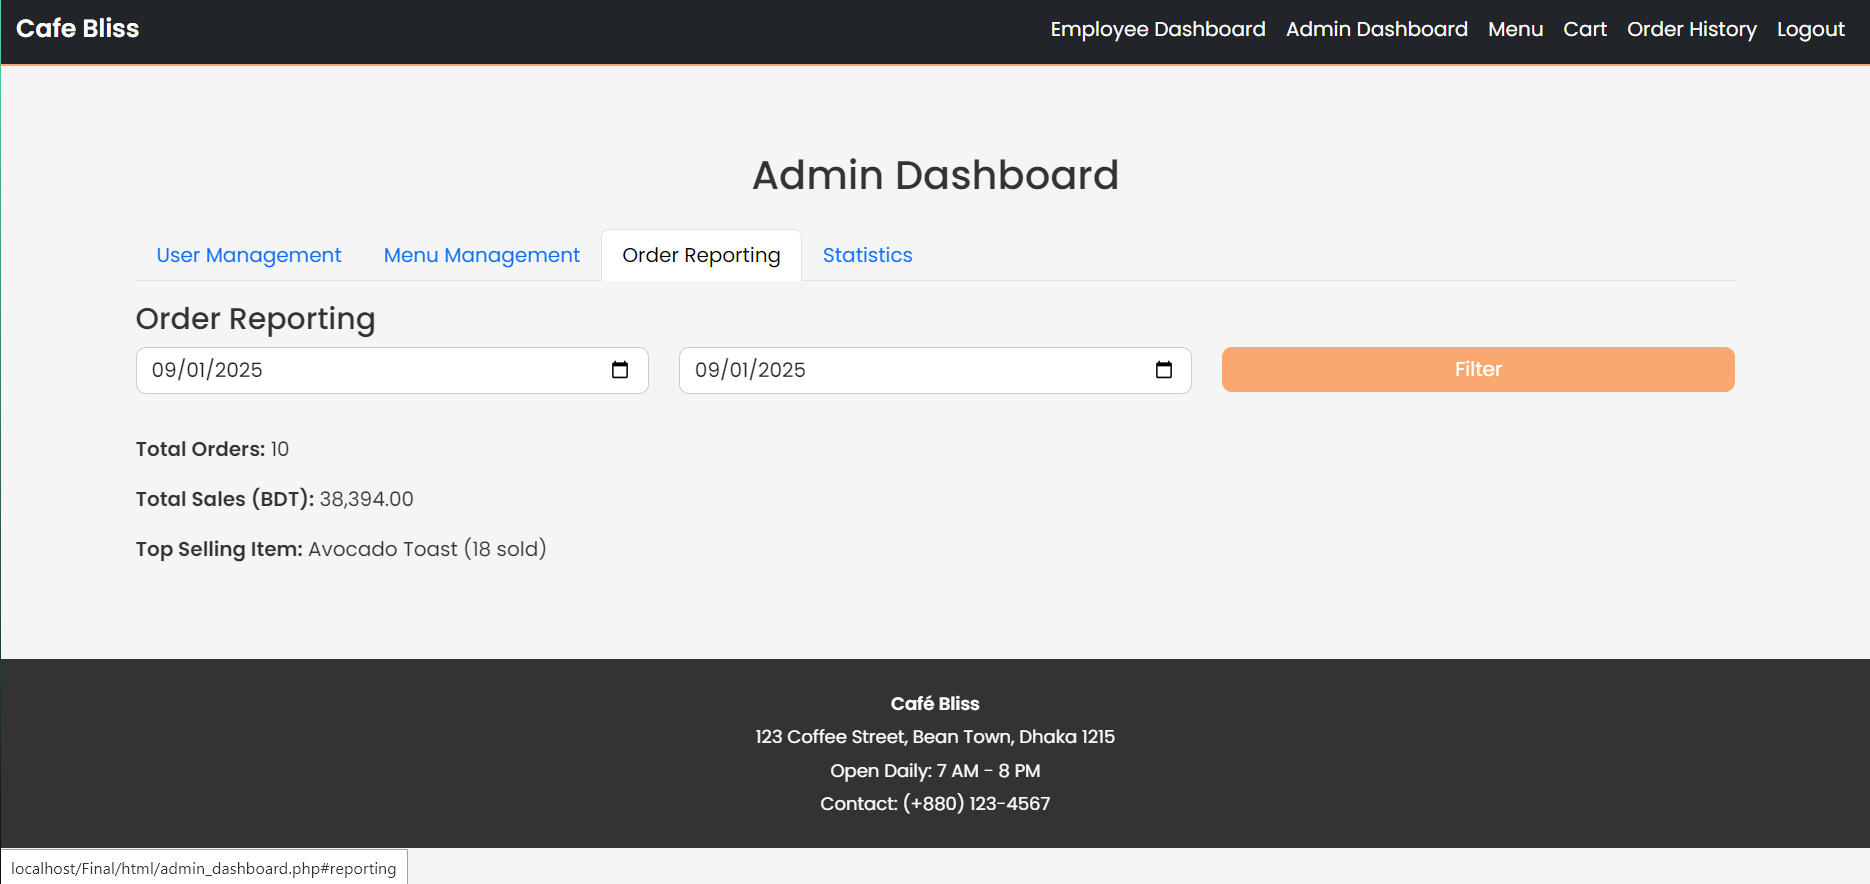 Cafe Bliss
Employee Dashboard Admin Dashboard Menu Cart Order History Logout
Admin Dashboard
User Management Menu Management Order Reporting Statistics
Order Reporting
09/01/2025 09/01/2025 Filter
Total Orders: 10
Total Sales (BDT): 38,394.00
Top Selling Item: Avocado Toast (18 sold)
Café Bliss
123 Coffee Street, Bean Town, Dhaka 1215
Open Daily: 7 AM - 8 PM
Contact: (+880) 123-4567
localhost/Final/html/admin_dashboard.php#reporting